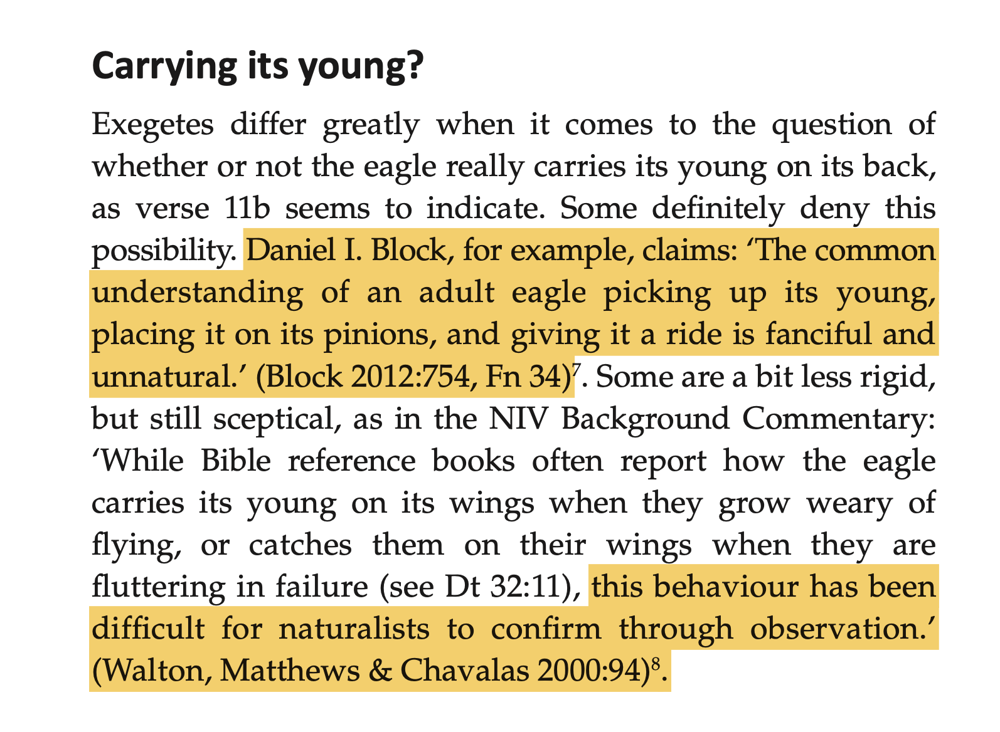 Carrying its young?
Exegetes differ greatly when it comes to the question of
whether or not the eagle really carries its young on its back,
as verse 11b seems to indicate. Some definitely deny this
possibility. Daniel I. Block, for example, claims: ‘The common
understanding of an adult eagle picking up its young,
placing it on its pinions, and giving it a ride is fanciful and
unnatural.’ (Block 2012:754, Fn 34)⁷. Some are a bit less rigid,
but still sceptical, as in the NIV Background Commentary:
‘While Bible reference books often report how the eagle
carries its young on its wings when they grow weary of
flying, or catches them on their wings when they are
fluttering in failure (see Dt 32:11), this behaviour has been
difficult for naturalists to confirm through observation.’
(Walton, Matthews & Chavalas 2000:94)⁸.